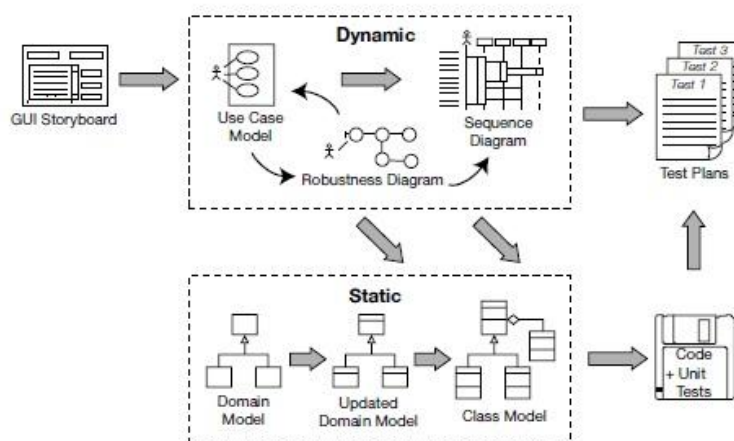 Dynamic
GUI Storyboard
Use Case
Model
Robustness Diagram
Sequence
Diagram
Test 3
Test 2
Test 1
Test Plans
Static
Domain
Model
Updated
Domain Model
Class Model
Code
+ Unit
Tests